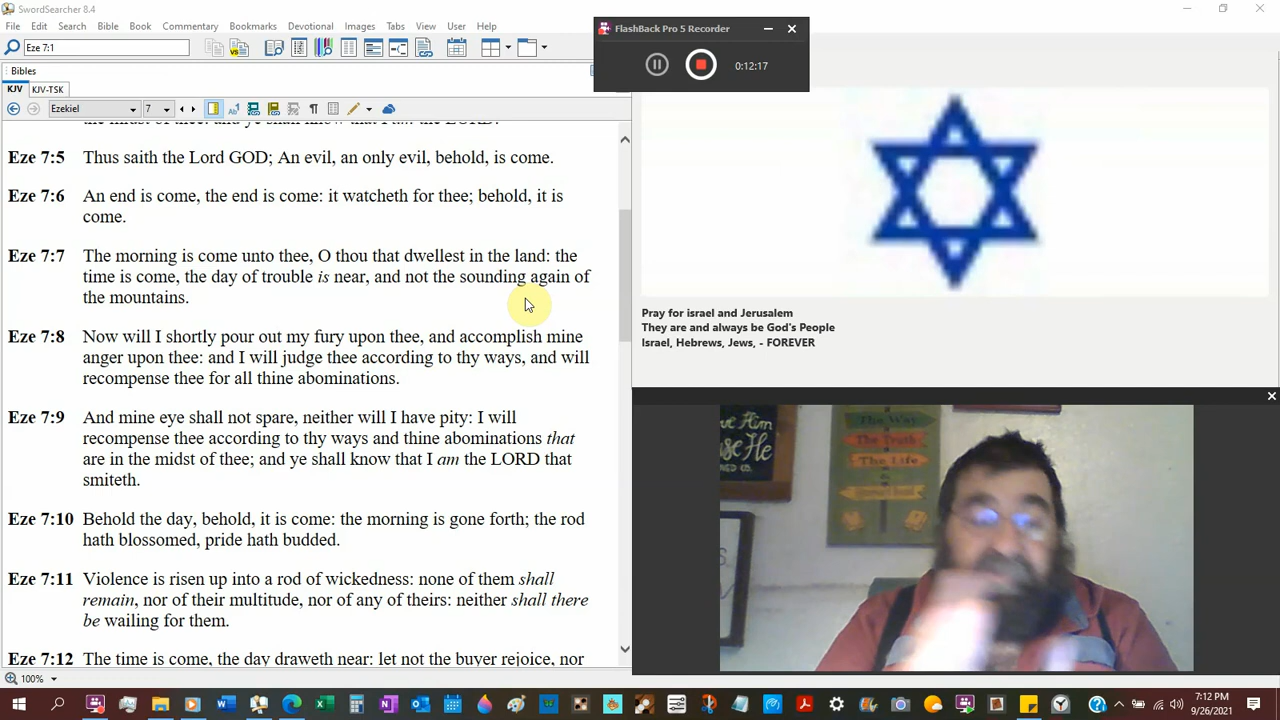 SwordSearcher 8.4
File Edit Search Bible Book Commentary Bookmarks Devotional Images Tabs View User Help
Eze 7:1
FlashBack Pro 5 Recorder
0:12:17
Bibles
KJV KJV-TSK
Ezekiel 7
Eze 7:5 Thus saith the Lord GOD; An evil, an only evil, behold, is come.
Eze 7:6 An end is come, the end is come: it watcheth for thee; behold, it is
come.
Eze 7:7 The morning is come unto thee, O thou that dwellest in the land: the
time is come, the day of trouble is near, and not the sounding again of
the mountains.
Eze 7:8 Now will I shortly pour out my fury upon thee, and accomplish mine
anger upon thee: and I will judge thee according to thy ways, and will
recompense thee for all thine abominations.
Eze 7:9 And mine eye shall not spare, neither will I have pity: I will
recompense thee according to thy ways and thine abominations that
are in the midst of thee; and ye shall know that I am the LORD that
smiteth.
Eze 7:10 Behold the day, behold, it is come: the morning is gone forth; the rod
hath blossomed, pride hath budded.
Eze 7:11 Violence is risen up into a rod of wickedness: none of them shall
remain, nor of their multitude, nor of any of theirs: neither shall there
be wailing for them.
Eze 7:12 The time is come, the day draweth near: let not the buyer rejoice, nor
100%
Pray for israel and Jerusalem
They are and always be God's People
Israel, Hebrews, Jews, - FOREVER
The Way
The Truth
The Life
7:12 PM
9/26/2021